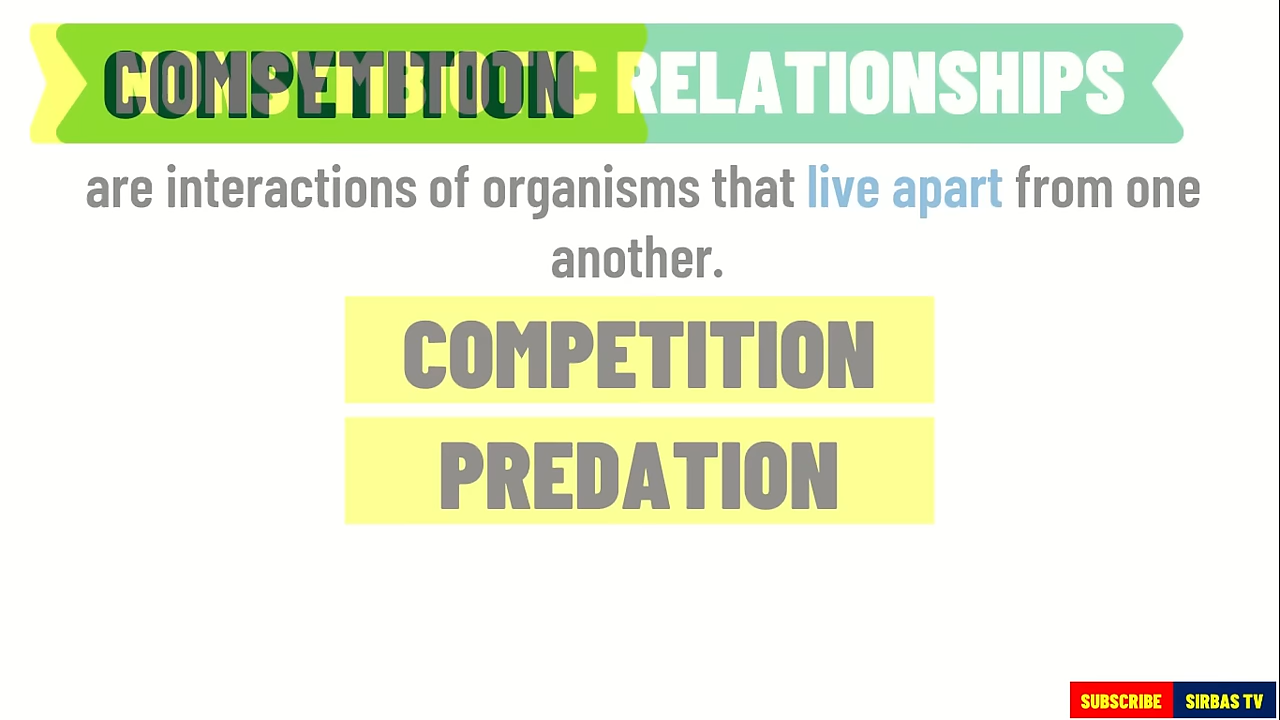 COMPETITION
RELATIONSHIPS
are interactions of organisms that live apart from one
another.
COMPETITION
PREDATION
SUBSCRIBE SIRBAS TV